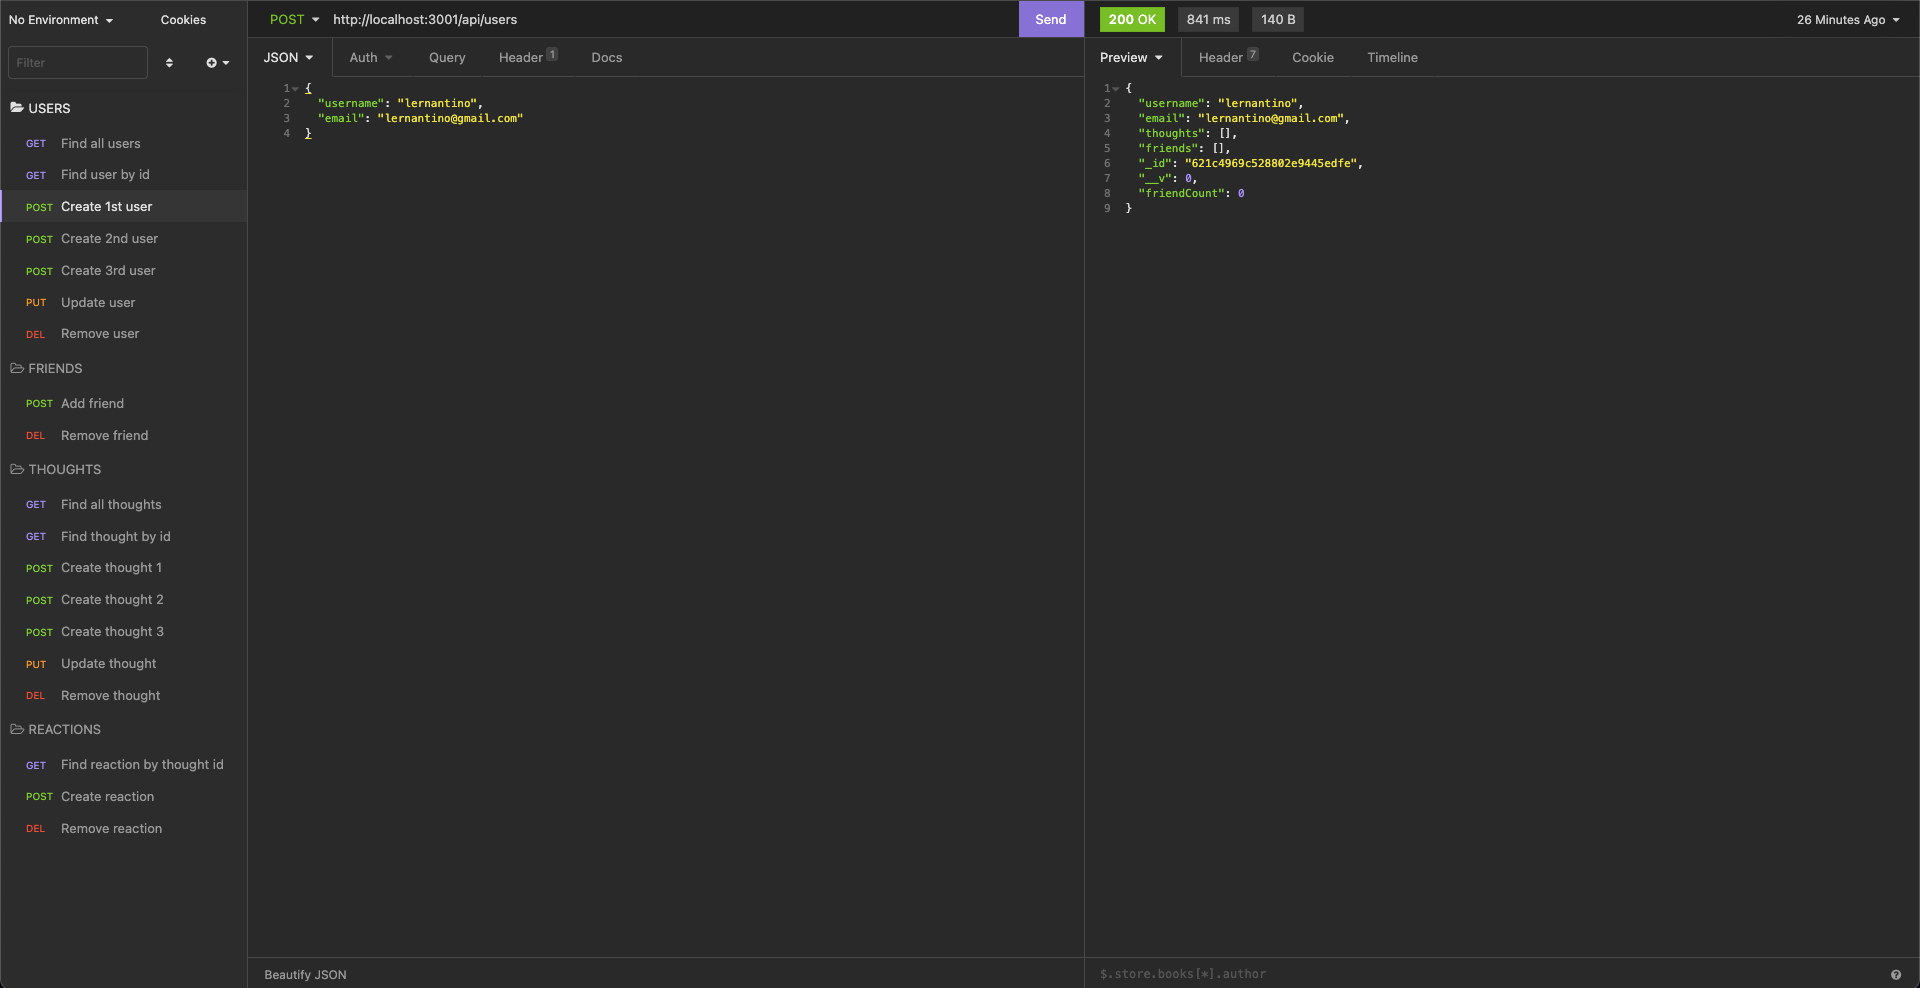 No Environment
Cookies
Filter
USERS
GET Find all users
GET Find user by id
POST Create 1st user
POST Create 2nd user
POST Create 3rd user
PUT Update user
DEL Remove user
FRIENDS
POST Add friend
DEL Remove friend
THOUGHTS
GET Find all thoughts
GET Find thought by id
POST Create thought 1
POST Create thought 2
POST Create thought 3
PUT Update thought
DEL Remove thought
REACTIONS
GET Find reaction by thought id
POST Create reaction
DEL Remove reaction
POST http://localhost:3001/api/users Send
JSON Auth Query Header 1 Docs
1 {
2 "username": "lernantino",
3 "email": "lernantino@gmail.com"
4 }
Beautify JSON
200 OK 841 ms 140 B 26 Minutes Ago
Preview Header 7 Cookie Timeline
1 {
2 "username": "lernantino",
3 "email": "lernantino@gmail.com",
4 "thoughts": [],
5 "friends": [],
6 "_id": "621c4969c528802e9445edfe",
7 "__v": 0,
8 "friendCount": 0
9 }
$.store.books[*].author